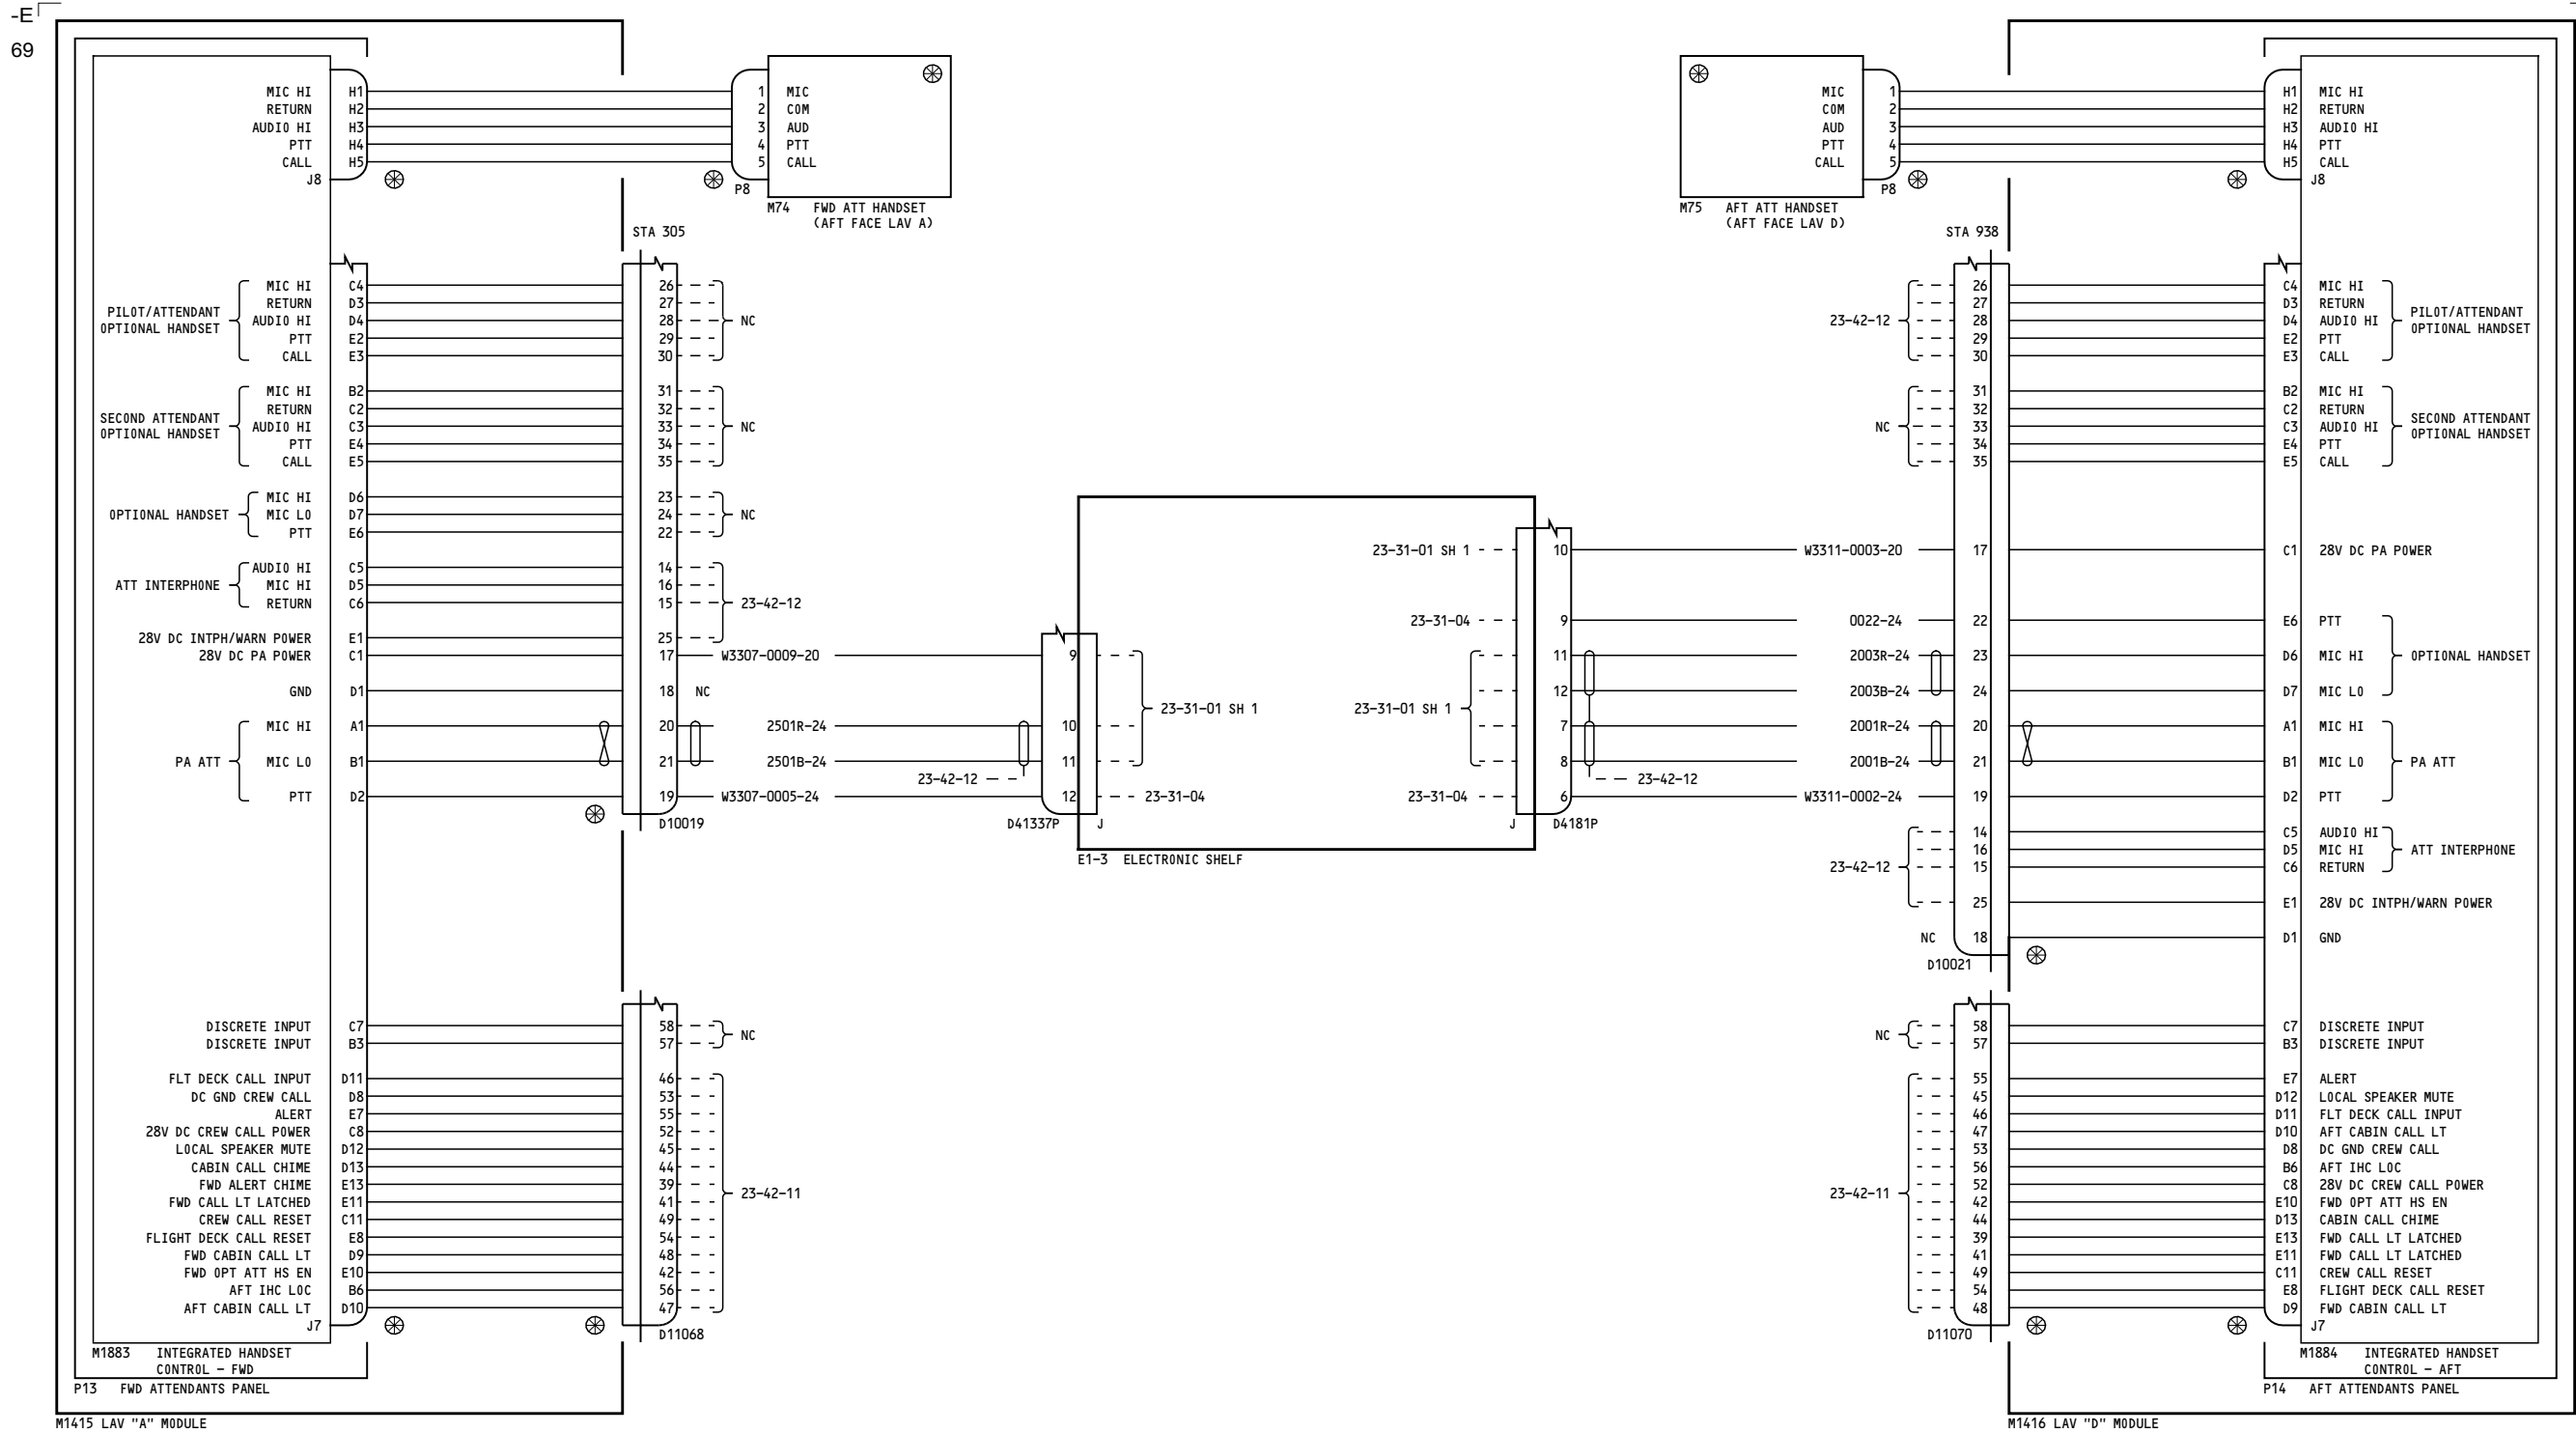 -E
69
MIC HI H1
RETURN H2
AUDIO HI H3
PTT H4
CALL H5
J8
1 MIC
2 COM
3 AUD
4 PTT
5 CALL
P8
M74 FWD ATT HANDSET
(AFT FACE LAV A)
STA 305
PILOT/ATTENDANT
OPTIONAL HANDSET
MIC HI C4 26
RETURN D3 27
AUDIO HI D4 28
PTT E2 29
CALL E3 30
NC
SECOND ATTENDANT
OPTIONAL HANDSET
MIC HI B2 31
RETURN C2 32
AUDIO HI C3 33
PTT E4 34
CALL E5 35
NC
OPTIONAL HANDSET
MIC HI D6 23
MIC LO D7 24
PTT E6 22
NC
ATT INTERPHONE
AUDIO HI C5 14
MIC HI D5 16
RETURN C6 15
23-42-12
28V DC INTPH/WARN POWER E1 25
28V DC PA POWER C1 17 W3307-0009-20 9
GND D1 18 NC
PA ATT
MIC HI A1 20 2501R-24 10
MIC LO B1 21 2501B-24 11
23-42-12
PTT D2 19 W3307-0005-24 12
D10019
D41337P J
23-31-01 SH 1
23-31-04
E1-3 ELECTRONIC SHELF
DISCRETE INPUT C7 58
DISCRETE INPUT B3 57
NC
FLT DECK CALL INPUT D11 46
DC GND CREW CALL D8 53
ALERT E7 55
28V DC CREW CALL POWER C8 52
LOCAL SPEAKER MUTE D12 45
CABIN CALL CHIME D13 44
FWD ALERT CHIME E13 39
FWD CALL LT LATCHED E11 41
CREW CALL RESET C11 49
FLIGHT DECK CALL RESET E8 54
FWD CABIN CALL LT D9 48
FWD OPT ATT HS EN E10 42
AFT IHC LOC B6 56
AFT CABIN CALL LT D10 47
23-42-11
J7
D11068
M1883 INTEGRATED HANDSET
CONTROL - FWD
P13 FWD ATTENDANTS PANEL
M1415 LAV "A" MODULE
MIC 1
COM 2
AUD 3
PTT 4
CALL 5
P8
M75 AFT ATT HANDSET
(AFT FACE LAV D)
H1 MIC HI
H2 RETURN
H3 AUDIO HI
H4 PTT
H5 CALL
J8
STA 938
23-42-12
26 C4 MIC HI
27 D3 RETURN
28 D4 AUDIO HI
29 E2 PTT
30 E3 CALL
PILOT/ATTENDANT
OPTIONAL HANDSET
NC
31 B2 MIC HI
32 C2 RETURN
33 C3 AUDIO HI
34 E4 PTT
35 E5 CALL
SECOND ATTENDANT
OPTIONAL HANDSET
23-31-01 SH 1 10 W3311-0003-20 17 C1 28V DC PA POWER
23-31-04 9 0022-24 22 E6 PTT
11 2003R-24 23 D6 MIC HI
OPTIONAL HANDSET
12 2003B-24 24 D7 MIC LO
23-31-01 SH 1
7 2001R-24 20 A1 MIC HI
8 2001B-24 21 B1 MIC LO
PA ATT
23-42-12
23-31-04 6 W3311-0002-24 19 D2 PTT
J D4181P
23-42-12
14 C5 AUDIO HI
16 D5 MIC HI
15 C6 RETURN
ATT INTERPHONE
25 E1 28V DC INTPH/WARN POWER
NC 18 D1 GND
D10021
NC
58 C7 DISCRETE INPUT
57 B3 DISCRETE INPUT
23-42-11
55 E7 ALERT
45 D12 LOCAL SPEAKER MUTE
46 D11 FLT DECK CALL INPUT
47 D10 AFT CABIN CALL LT
53 D8 DC GND CREW CALL
56 B6 AFT IHC LOC
52 C8 28V DC CREW CALL POWER
42 E10 FWD OPT ATT HS EN
44 D13 CABIN CALL CHIME
39 E13 FWD CALL LT LATCHED
41 E11 FWD CALL LT LATCHED
49 C11 CREW CALL RESET
54 E8 FLIGHT DECK CALL RESET
48 D9 FWD CABIN CALL LT
D11070
J7
M1884 INTEGRATED HANDSET
CONTROL - AFT
P14 AFT ATTENDANTS PANEL
M1416 LAV "D" MODULE